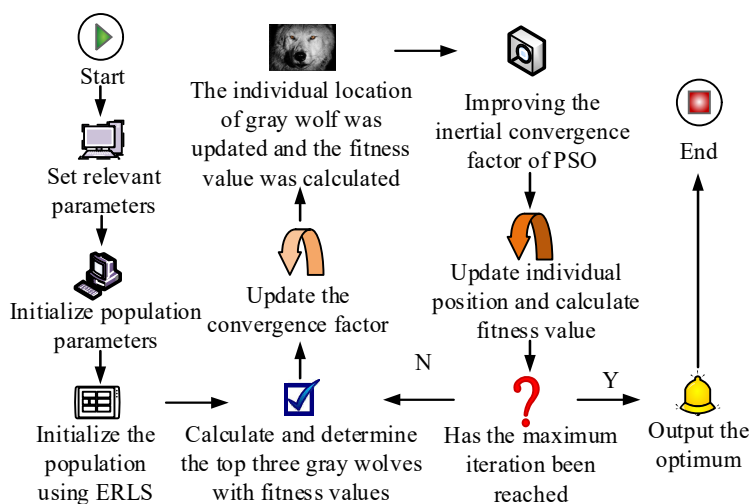 Start
Set relevant
parameters
Initialize population
parameters
Initialize the
population
using ERLS
Calculate and determine
the top three gray wolves
with fitness values
Update the
convergence factor
The individual location
of gray wolf was
updated and the fitness
value was calculated
Improving the
inertial convergence
factor of PSO
Update individual
position and calculate
fitness value
Has the maximum
iteration been
reached
N
Y
Output the
optimum
End